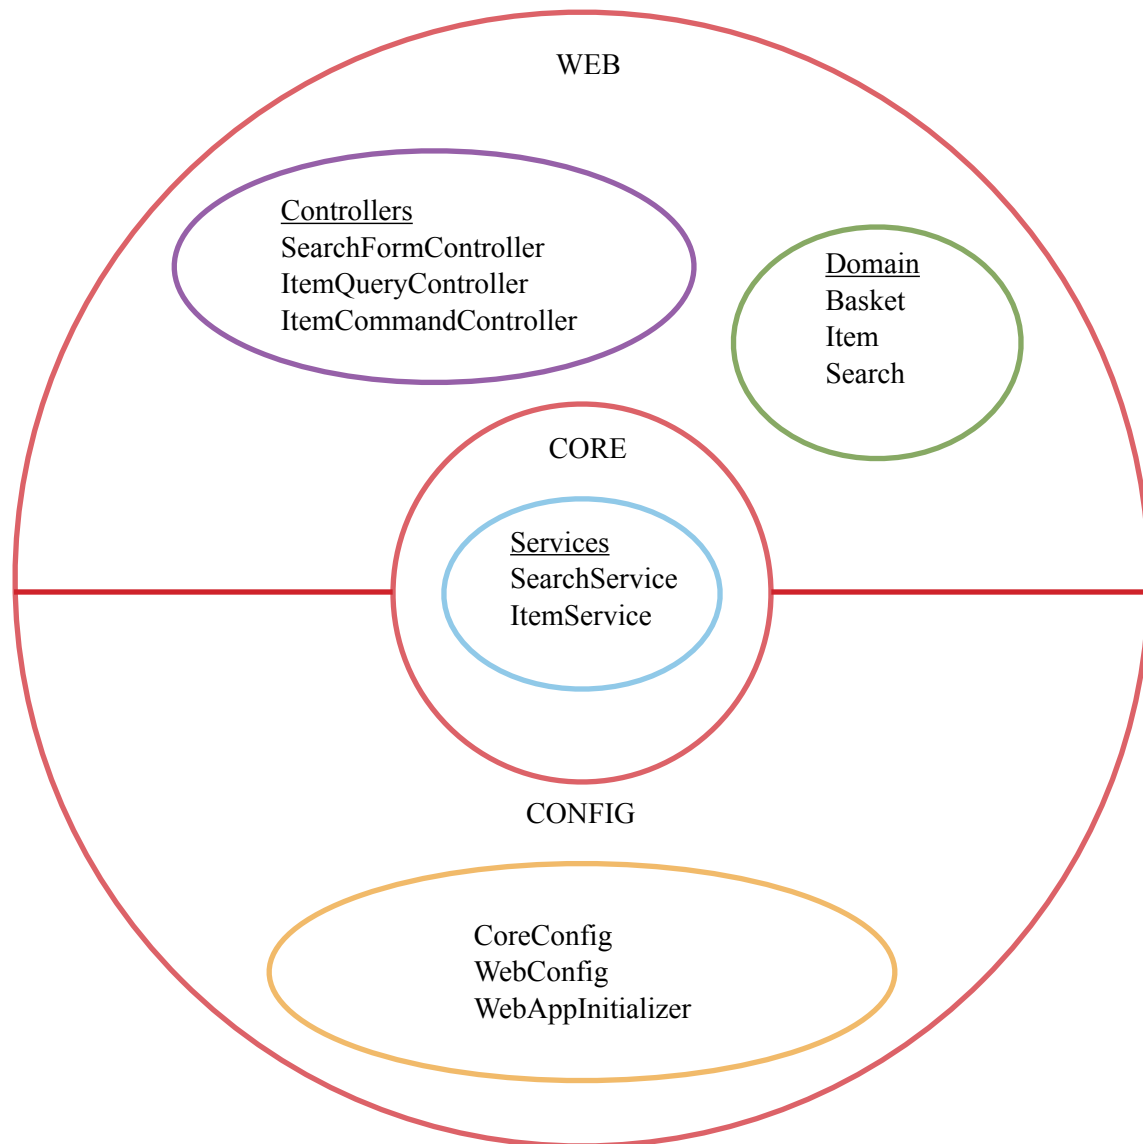 WEB
Controllers
SearchFormController
ItemQueryController
ItemCommandController
Domain
Basket
Item
Search
CORE
Services
SearchService
ItemService
CONFIG
CoreConfig
WebConfig
WebAppInitializer